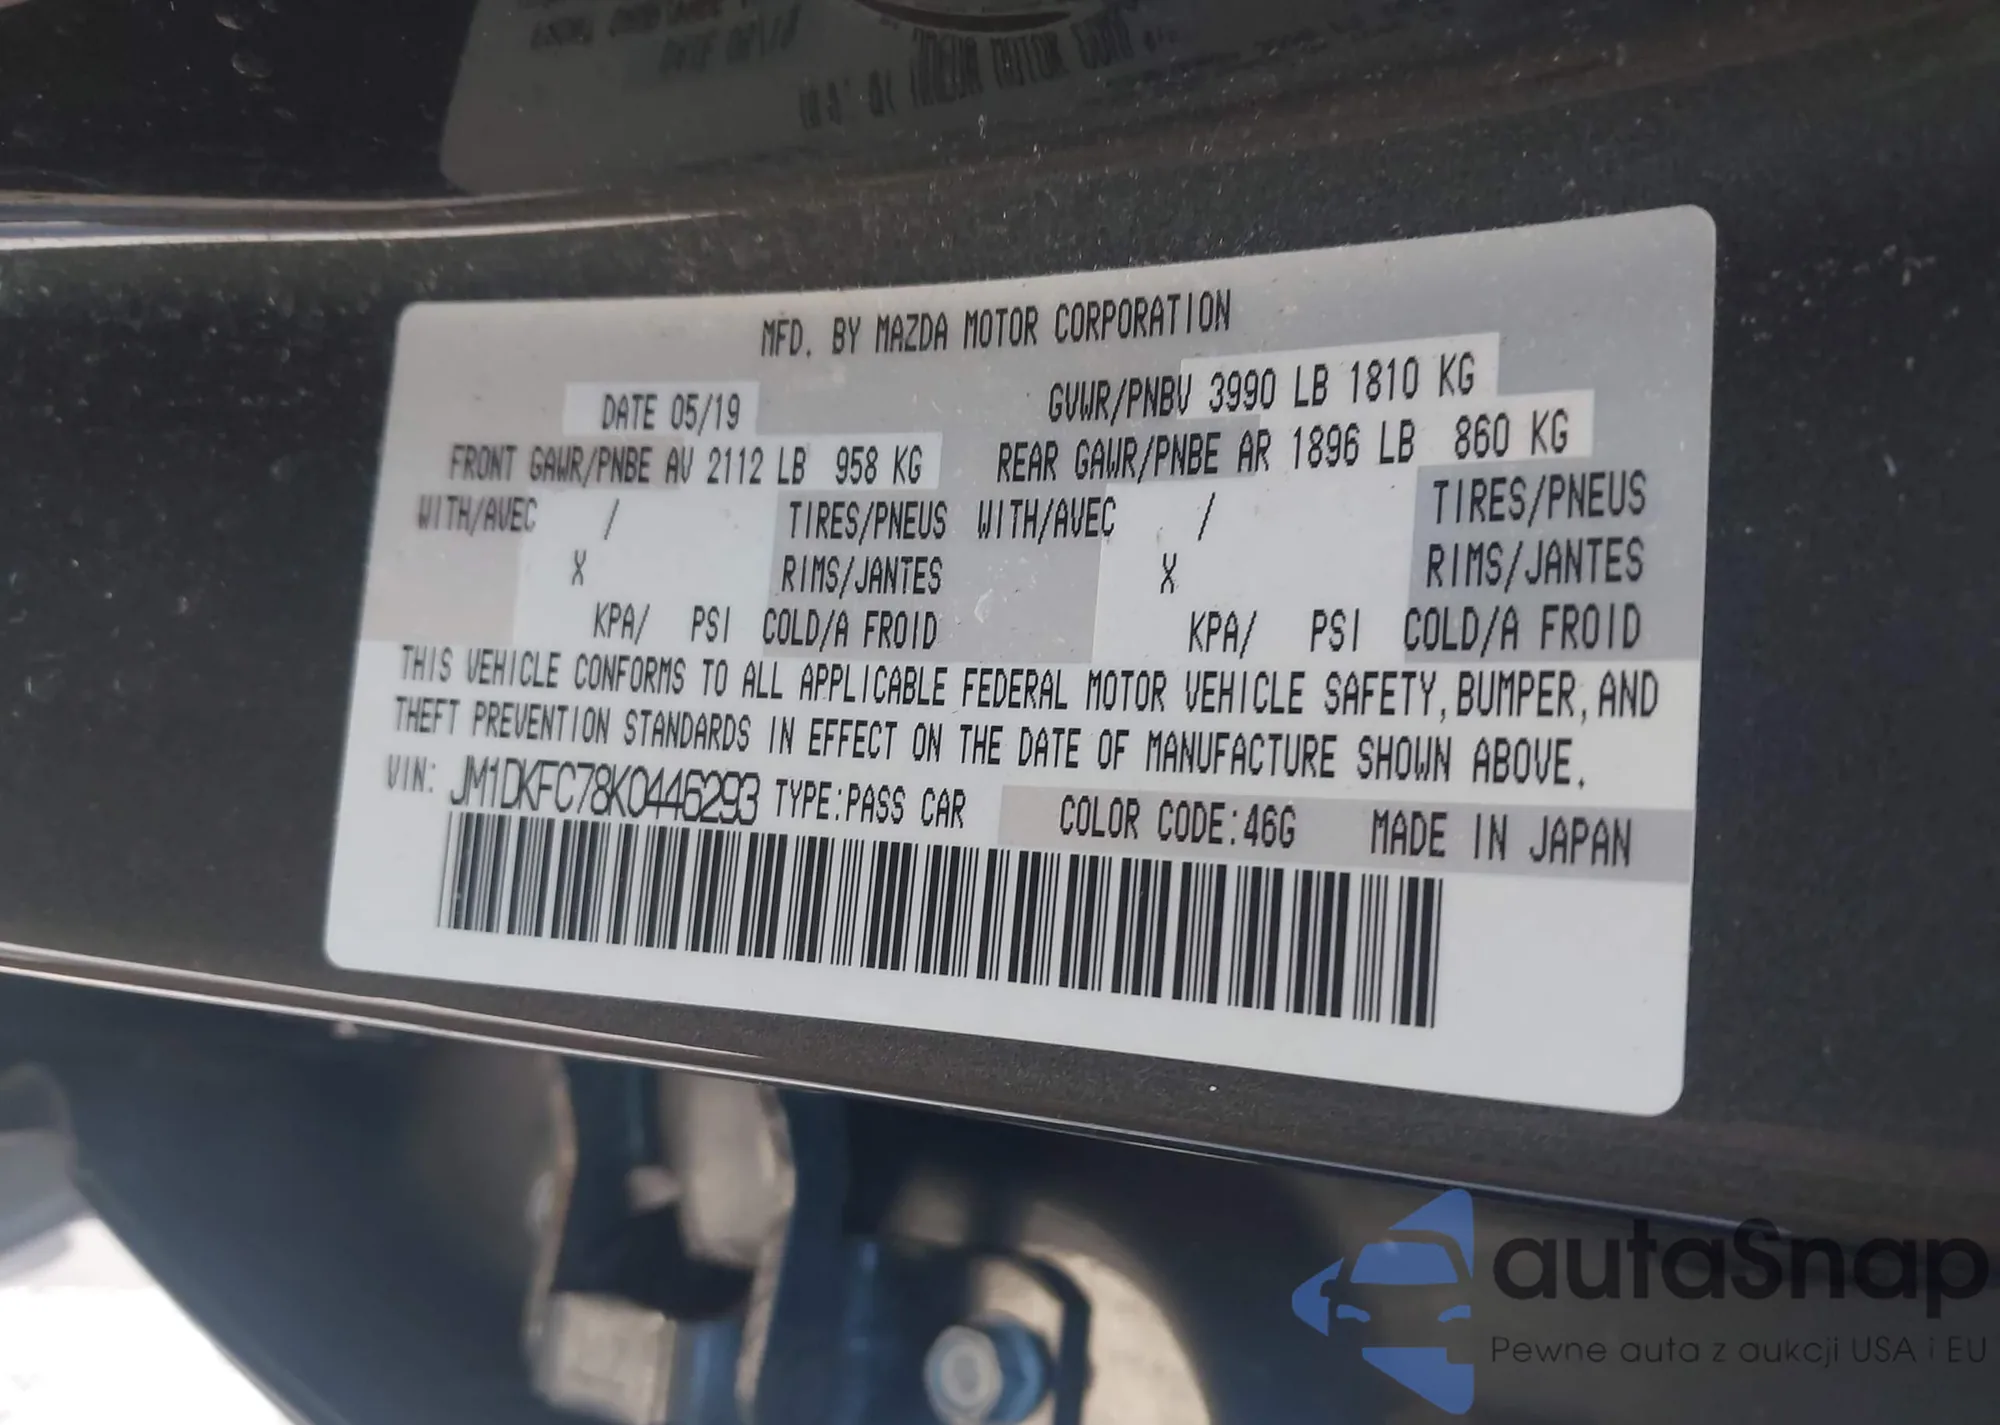 MFD. BY MAZDA MOTOR CORPORATION
DATE 05/19 GVWR/PNBV 3990 LB 1810 KG
FRONT GAWR/PNBE AV 2112 LB 958 KG REAR GAWR/PNBE AR 1896 LB 860 KG
WITH/AVEC / TIRES/PNEUS WITH/AVEC / TIRES/PNEUS
X RIMS/JANTES X RIMS/JANTES
KPA/ PSI COLD/A FROID KPA/ PSI COLD/A FROID
THIS VEHICLE CONFORMS TO ALL APPLICABLE FEDERAL MOTOR VEHICLE SAFETY, BUMPER, AND
THEFT PREVENTION STANDARDS IN EFFECT ON THE DATE OF MANUFACTURE SHOWN ABOVE.
VIN: JM1DKFC78K0446293 TYPE:PASS CAR COLOR CODE:46G MADE IN JAPAN
autaSnap
Pewne auta z aukcji USA i EU